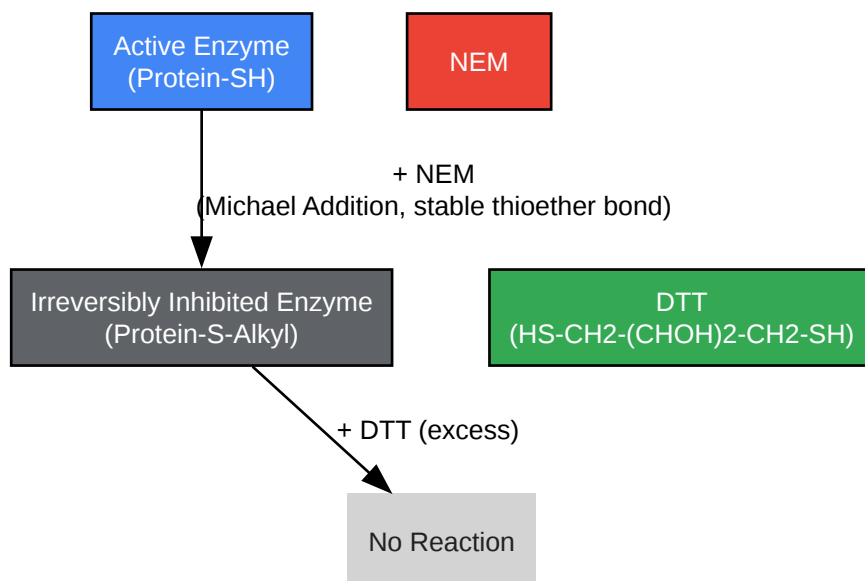 Active Enzyme
(Protein-SH)
NEM
+ NEM
(Michael Addition, stable thioether bond)
Irreversibly Inhibited Enzyme
(Protein-S-Alkyl)
DTT
(HS-CH2-(CHOH)2-CH2-SH)
+ DTT (excess)
No Reaction